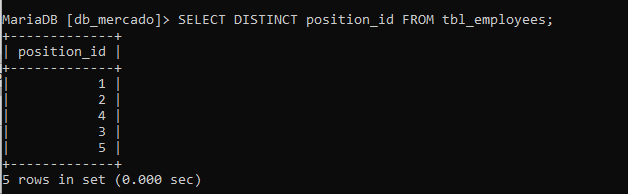 MariaDB [db_mercado]> SELECT DISTINCT position_id FROM tbl_employees;
+-------------+
| position_id |
+-------------+
|           1 |
|           2 |
|           4 |
|           3 |
|           5 |
+-------------+
5 rows in set (0.000 sec)